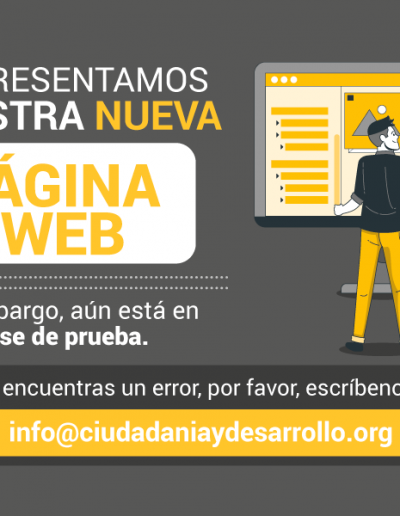 RESENTAMOS
STRA NUEVA
ÁGINA
WEB
bargo, aún está en
se de prueba.
encuentras un error, por favor, escríbeno
info@ciudadaniaydesarrollo.org